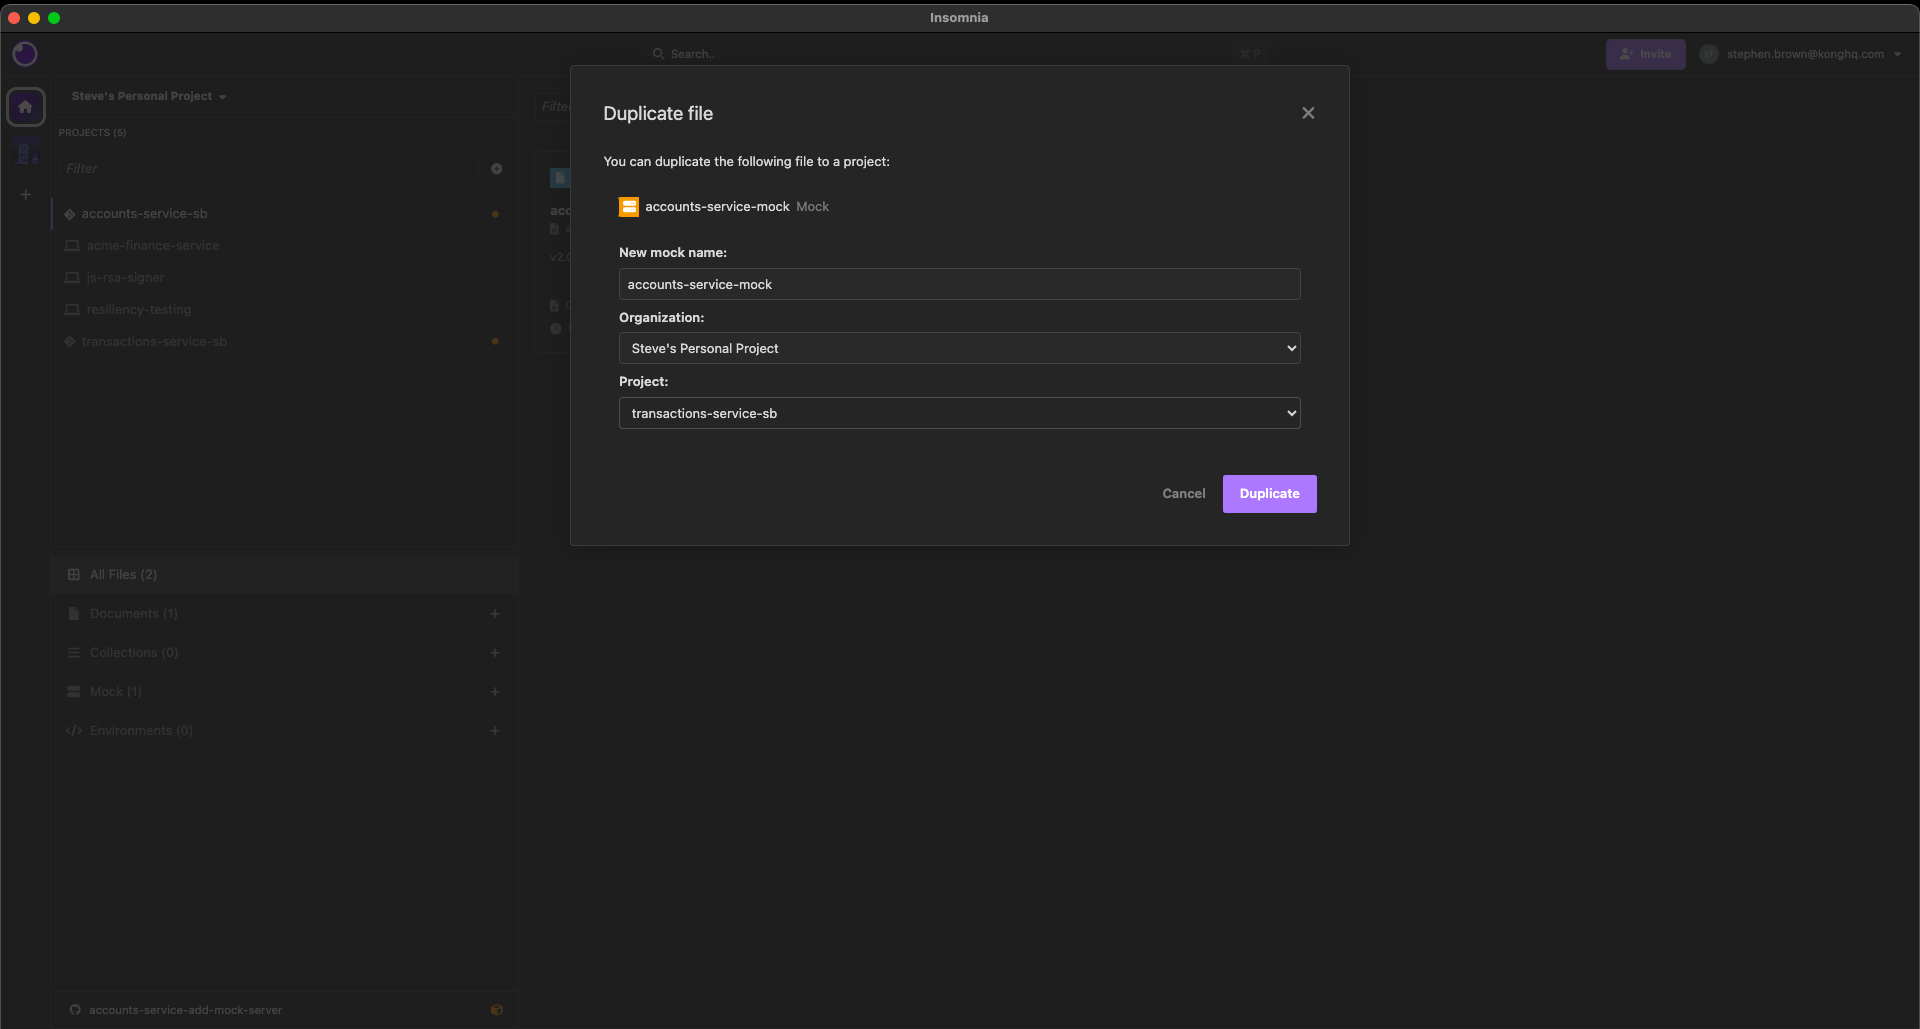 Insomnia
Search..
⌘ P
Invite
stephen.brown@konghq.com
Steve's Personal Project
PROJECTS (5)
Filter
accounts-service-sb
acme-finance-service
js-rsa-signer
resiliency-testing
transactions-service-sb
All Files (2)
Documents (1)
Collections (0)
Mock (1)
Environments (0)
accounts-service-add-mock-server
Duplicate file
You can duplicate the following file to a project:
accounts-service-mock Mock
New mock name:
accounts-service-mock
Organization:
Steve's Personal Project
Project:
transactions-service-sb
Cancel
Duplicate